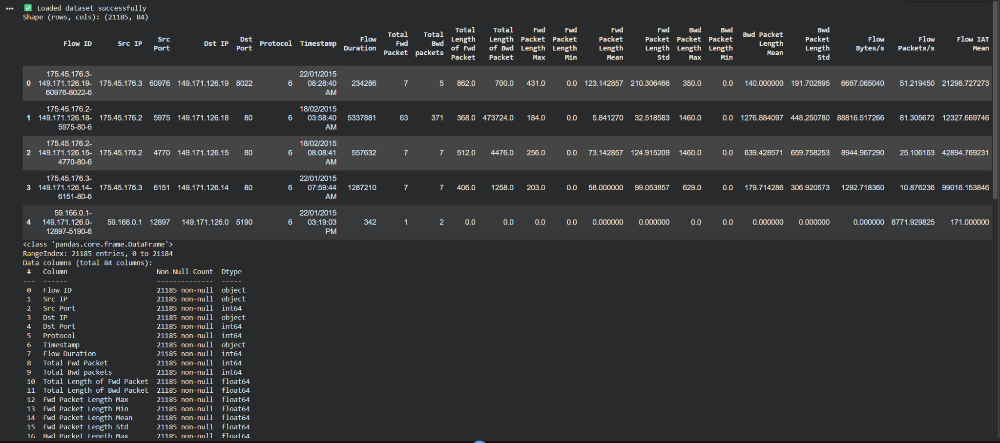 ✅ Loaded dataset successfully
Shape (rows, cols): (21185, 84)
Flow ID Src IP Src Port Dst IP Dst Port Protocol Timestamp Flow Duration Total Fwd Packet Total Bwd packets Total Length of Fwd Packet Total Length of Bwd Packet Fwd Packet Length Max Fwd Packet Length Min Fwd Packet Length Mean Fwd Packet Length Std Bwd Packet Length Max Bwd Packet Length Min Bwd Packet Length Mean Bwd Packet Length Std Flow Bytes/s Flow Packets/s Flow IAT Mean
0 175.45.176.3-149.171.126.19-60976-8022-6 175.45.176.3 60976 149.171.126.19 8022 6 22/01/2015 08:28:40 AM 234286 7 5 862.0 700.0 431.0 0.0 123.142857 210.306466 350.0 0.0 140.000000 191.702895 6667.065040 51.219450 21298.727273
1 175.45.176.2-149.171.126.18-5975-80-6 175.45.176.2 5975 149.171.126.18 80 6 18/02/2015 03:58:40 AM 5337881 63 371 368.0 473724.0 184.0 0.0 5.841270 32.518583 1460.0 0.0 1276.884097 448.250780 88816.517266 81.305672 12327.669746
2 175.45.176.2-149.171.126.15-4770-80-6 175.45.176.2 4770 149.171.126.15 80 6 18/02/2015 08:08:41 AM 557632 7 7 512.0 4476.0 256.0 0.0 73.142857 124.915209 1460.0 0.0 639.428571 659.758253 8944.967290 25.106163 42894.769231
3 175.45.176.3-149.171.126.14-6151-80-6 175.45.176.3 6151 149.171.126.14 80 6 22/01/2015 07:59:44 AM 1287210 7 7 406.0 1258.0 203.0 0.0 58.000000 99.053857 629.0 0.0 179.714286 306.920573 1292.718360 10.876236 99016.153846
4 59.166.0.1-149.171.126.0-12897-5190-6 59.166.0.1 12897 149.171.126.0 5190 6 22/01/2015 03:19:03 PM 342 1 2 0.0 0.0 0.0 0.0 0.000000 0.000000 0.0 0.0 0.000000 0.000000 0.000000 8771.929825 171.000000
<class 'pandas.core.frame.DataFrame'>
RangeIndex: 21185 entries, 0 to 21184
Data columns (total 84 columns):
# Column Non-Null Count Dtype
--- ------ -------------- -----
0 Flow ID 21185 non-null object
1 Src IP 21185 non-null object
2 Src Port 21185 non-null int64
3 Dst IP 21185 non-null object
4 Dst Port 21185 non-null int64
5 Protocol 21185 non-null int64
6 Timestamp 21185 non-null object
7 Flow Duration 21185 non-null int64
8 Total Fwd Packet 21185 non-null int64
9 Total Bwd packets 21185 non-null int64
10 Total Length of Fwd Packet 21185 non-null float64
11 Total Length of Bwd Packet 21185 non-null float64
12 Fwd Packet Length Max 21185 non-null float64
13 Fwd Packet Length Min 21185 non-null float64
14 Fwd Packet Length Mean 21185 non-null float64
15 Fwd Packet Length Std 21185 non-null float64
16 Bwd Packet Length Max 21185 non-null float64